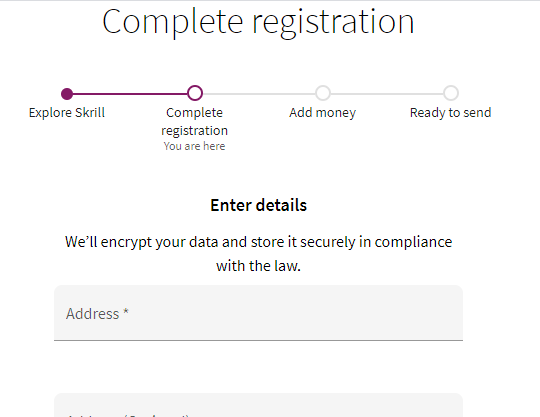 Complete registration
Explore Skrill
Complete
registration
You are here
Add money
Ready to send
Enter details
We’ll encrypt your data and store it securely in compliance
with the law.
Address *